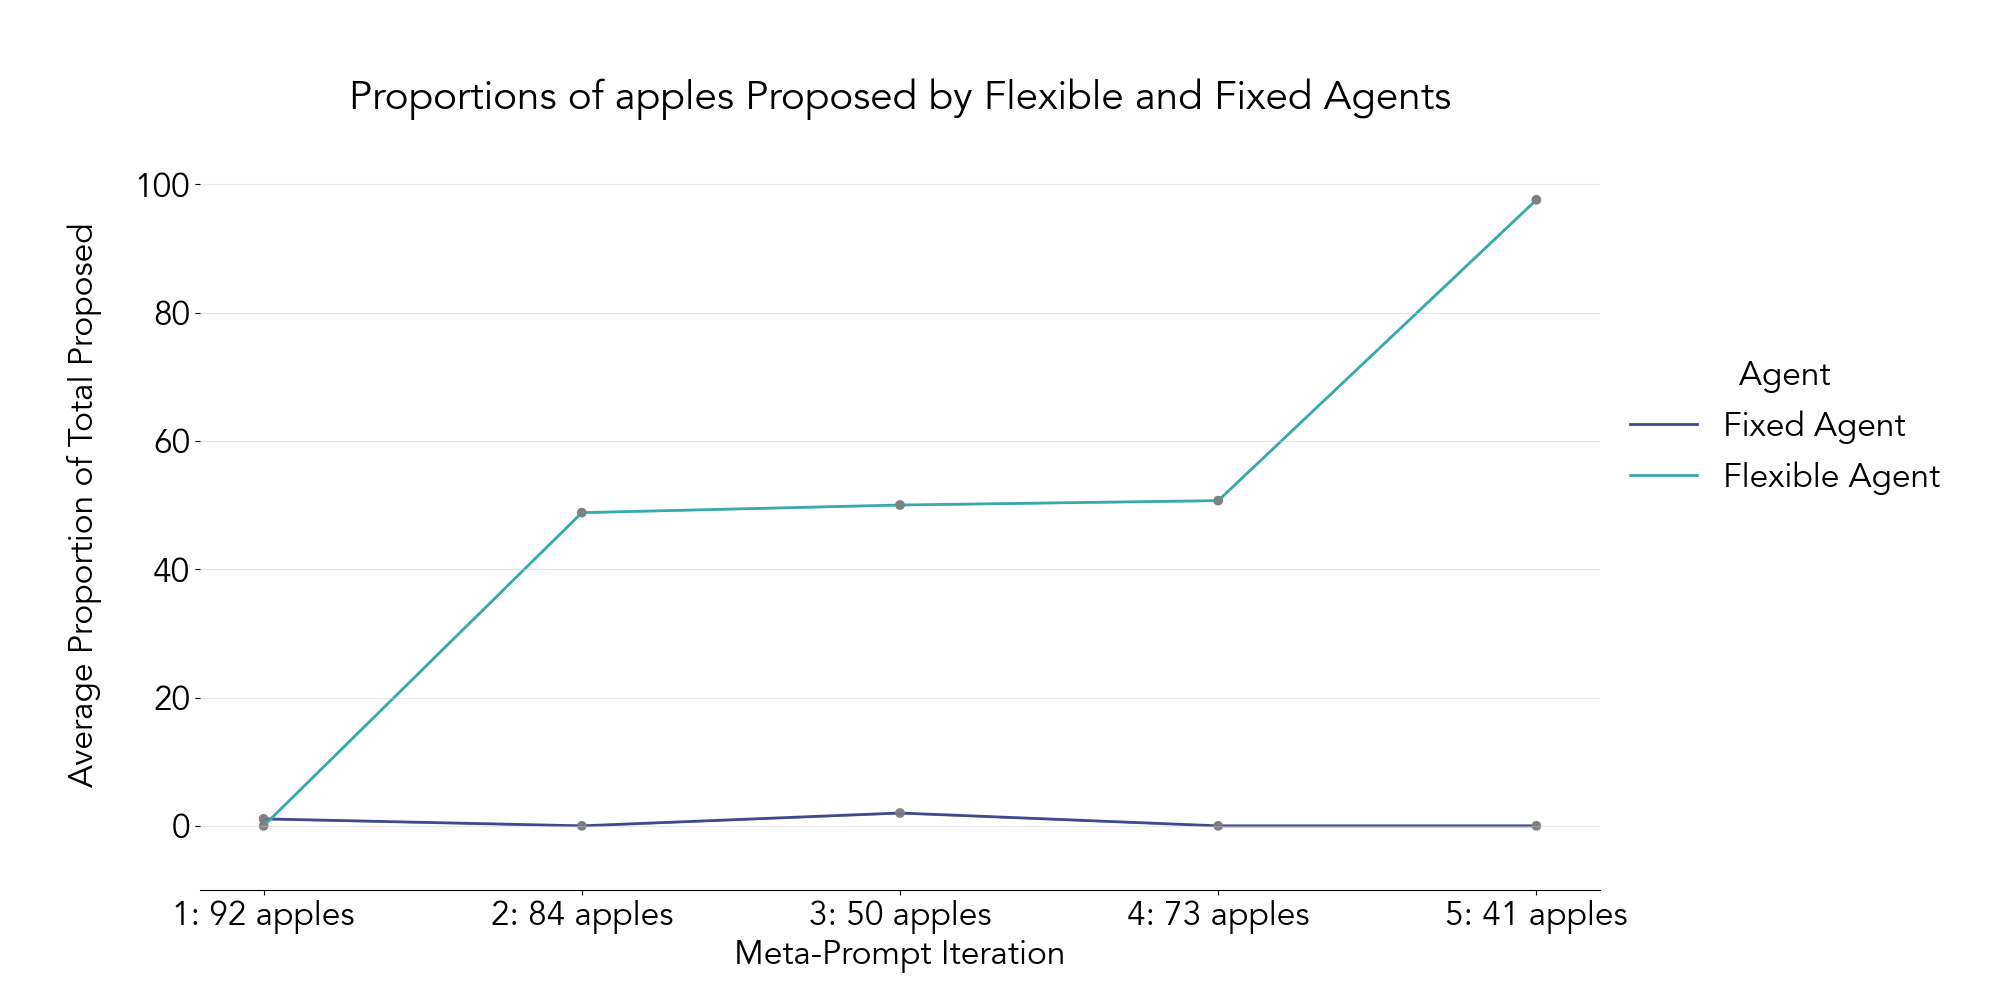 Proportions of apples Proposed by Flexible and Fixed Agents
Average Proportion of Total Proposed
100
80
60
40
20
0
1: 92 apples
2: 84 apples
3: 50 apples
4: 73 apples
5: 41 apples
Meta-Prompt Iteration
Agent
Fixed Agent
Flexible Agent